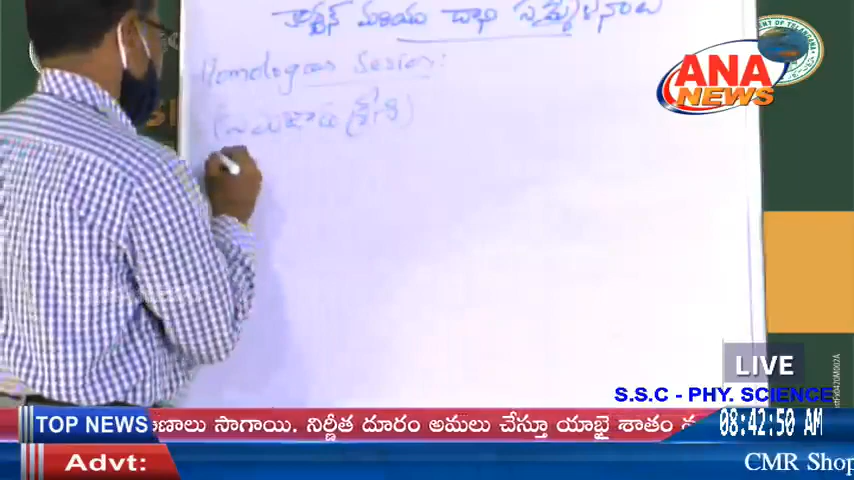 కార్బన్ మరియు దాని సమ్మేళనాలు
Homologous Series:
(సమజాత శ్రేణి)
ANA
NEWS
LIVE
S.S.C - PHY. SCIENCE
TOP NEWS
ణాలు సాగాయి. నిర్ణీత దూరం అమలు చేస్తూ యాభై శాతం
08:42:50 AM
Advt:
CMR Shop